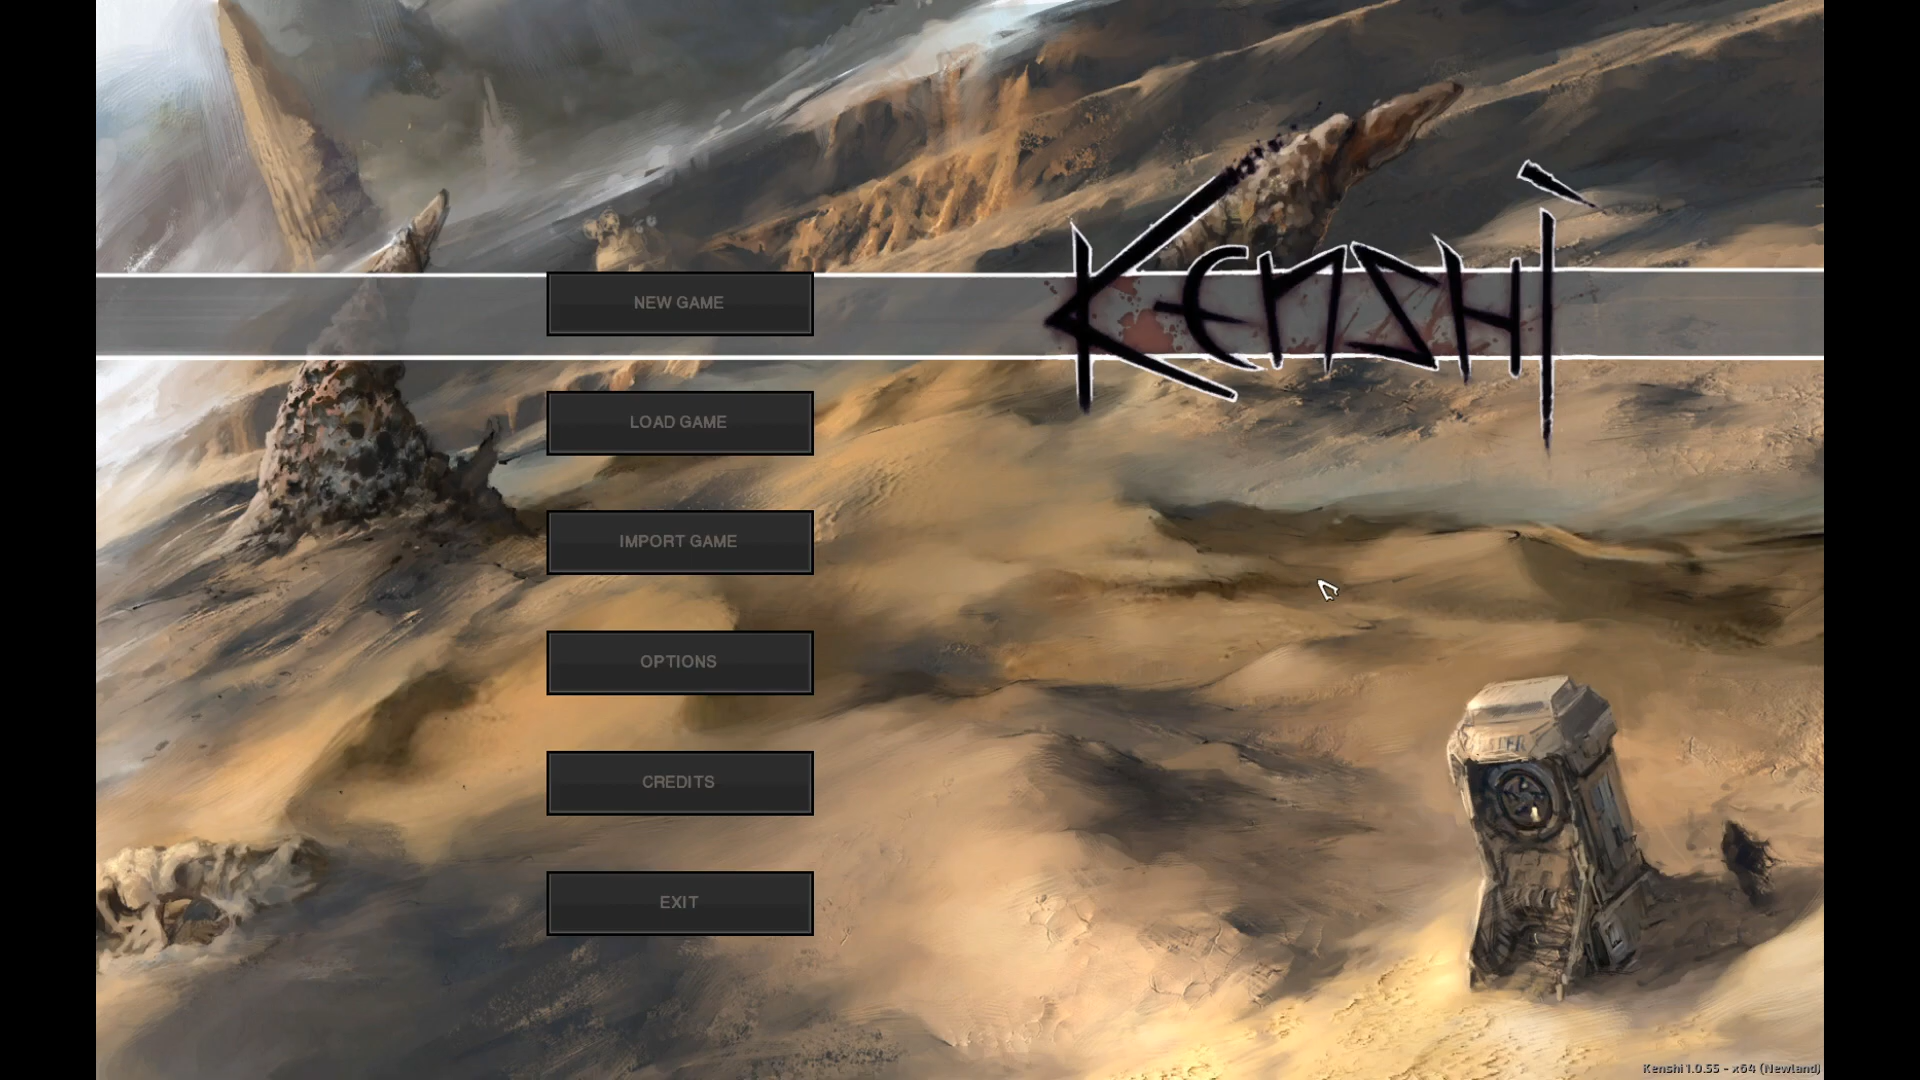 Kenshi
NEW GAME
LOAD GAME
IMPORT GAME
OPTIONS
CREDITS
EXIT
Kenshi 1.0.55 - x64 (Newland)